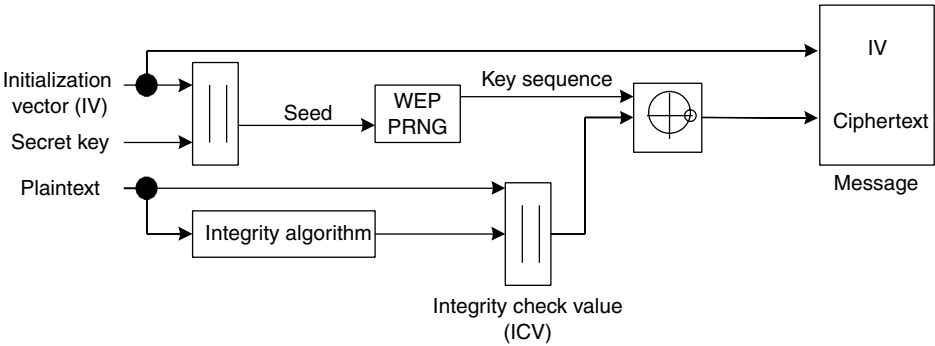 IV
Initialization
vector (IV)
Key sequence
WEP
PRNG
Seed
Ciphertext
Secret key
Message
Plaintext
Integrity algorithm
Integrity check value
(ICV)